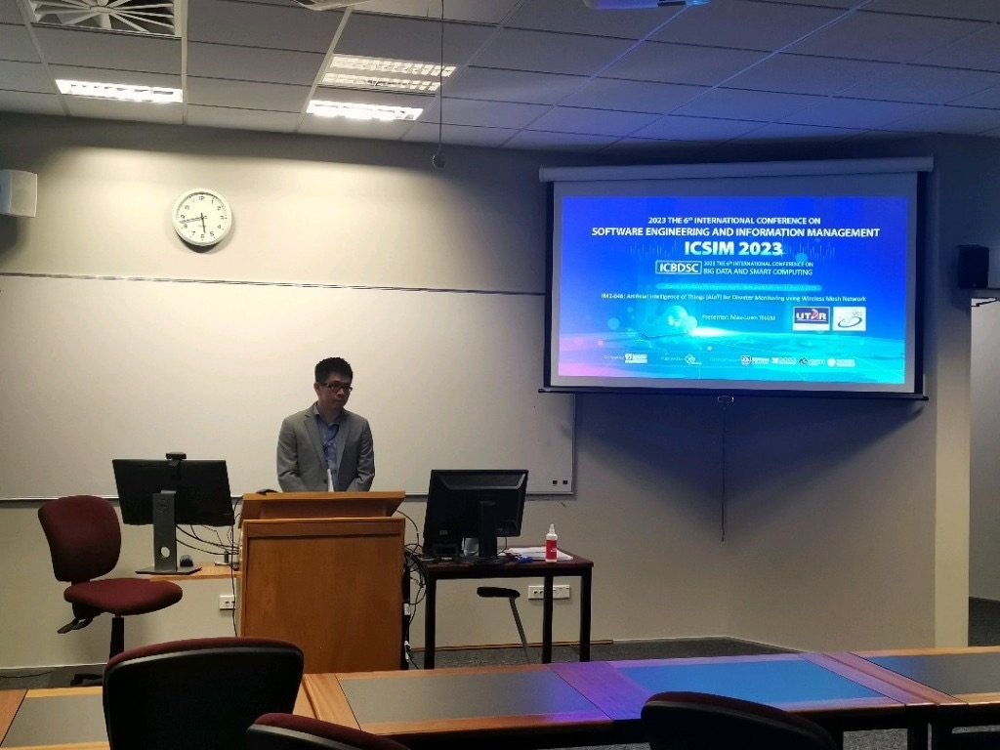 2023 THE 6th INTERNATIONAL CONFERENCE ON
SOFTWARE ENGINEERING AND INFORMATION MANAGEMENT
ICSIM 2023
ICBDSC
2023 THE 6th INTERNATIONAL CONFERENCE ON
BIG DATA AND SMART COMPUTING
IM2-046: Artificial Intelligence of Things (AIoT) for Disaster Monitoring using Wireless Mesh Network
Presenter: Mau-Luen THAM
UTAR